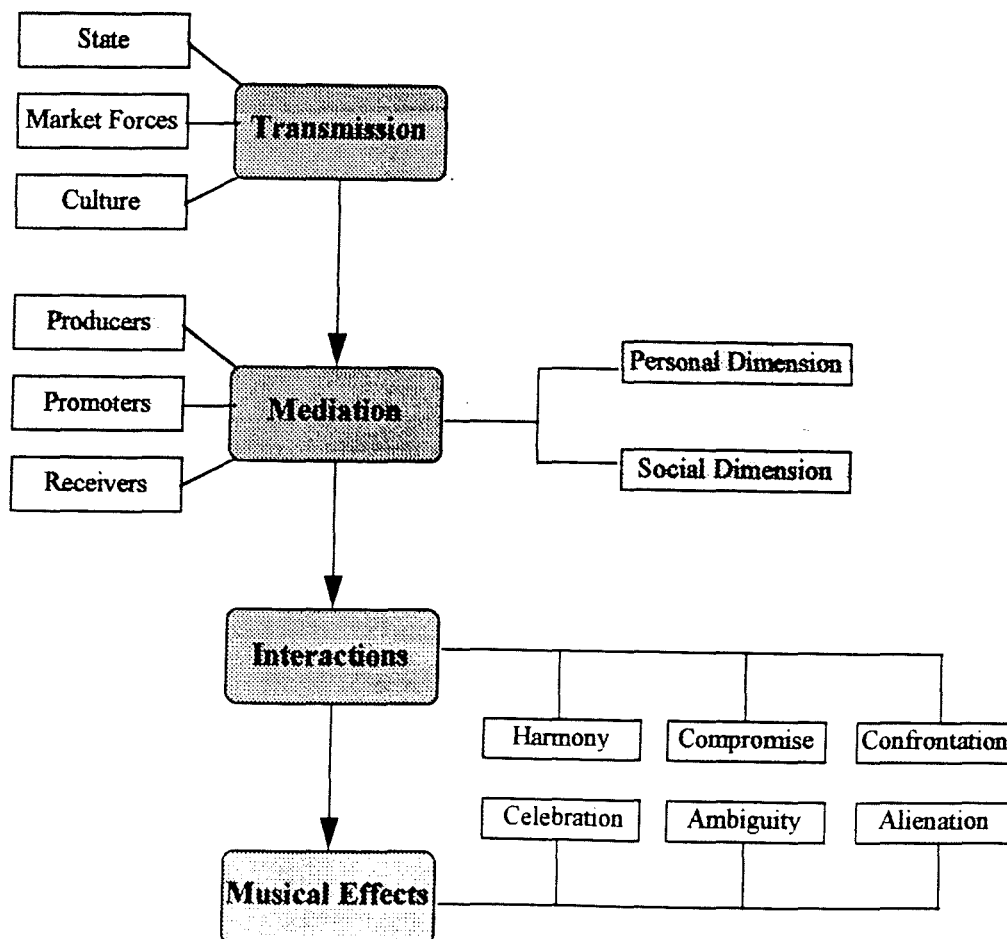 State
Market Forces
Transmission
Culture
Producers
Promoters
Mediation
Receivers
Personal Dimension
Social Dimension
Interactions
Harmony
Compromise
Confrontation
Celebration
Ambiguity
Alienation
Musical Effects